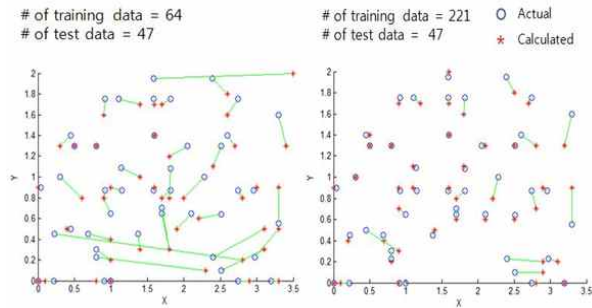 # of training data = 64
# of test data = 47
# of training data = 221
# of test data = 47
Actual
Calculated
2
1.8
1.6
1.4
1.2
1
0.8
0.6
0.4
0.2
0
Y
0 0.5 1 1.5 2 2.5 3 3.5
X
2
1.8
1.6
1.4
1.2
1
0.8
0.6
0.4
0.2
0
Y
0 0.5 1 1.5 2 2.5 3 3.5
X